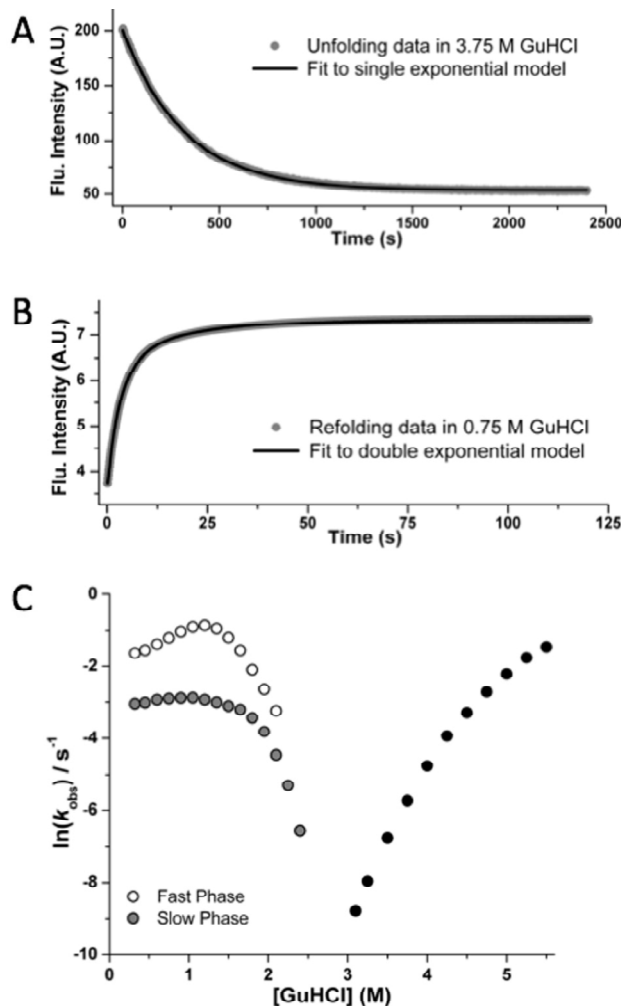 A
200
150
100
50
Flu. Intensity (A.U.)
Unfolding data in 3.75 M GuHCl
Fit to single exponential model
0 500 1000 1500 2000 2500
Time (s)
B
7
6
5
4
Flu. Intensity (A.U.)
Refolding data in 0.75 M GuHCl
Fit to double exponential model
0 25 50 75 100 125
Time (s)
C
0
-2
-4
-6
-8
-10
ln(kobs) / s-1
Fast Phase
Slow Phase
0 1 2 3 4 5
[GuHCl] (M)